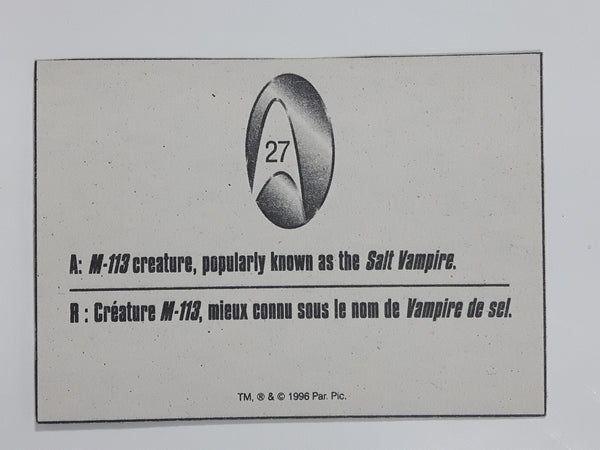 27
A: M-113 creature, popularly known as the Salt Vampire.
R : Créature M-113, mieux connu sous le nom de Vampire de sel.
TM, ® & © 1996 Par. Pic.